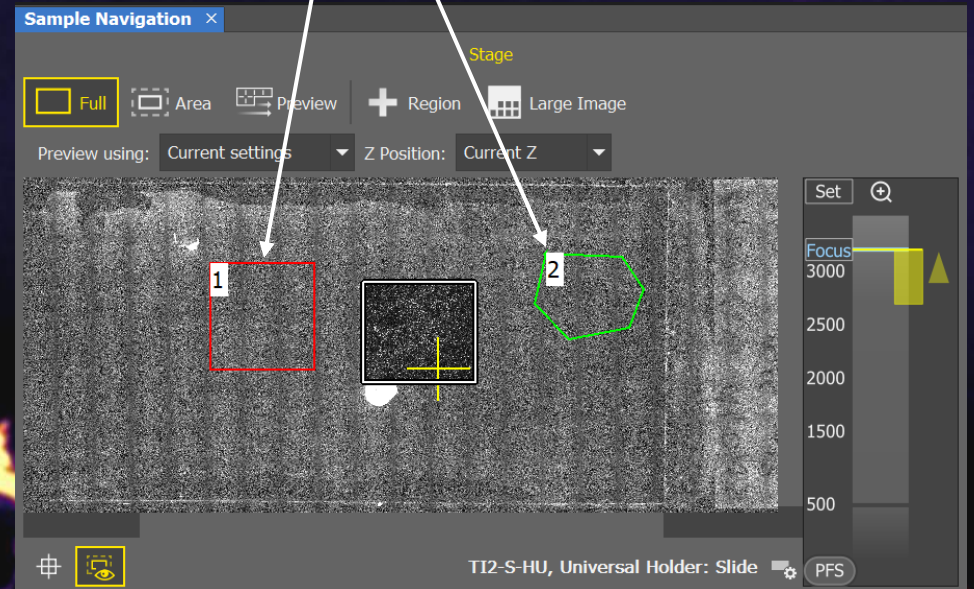 Sample Navigation ×
Stage
Full Area Preview Region Large Image
Preview using: Current settings Z Position: Current Z
Set
1
2
Focus
3000
2500
2000
1500
500
TI2-S-HU, Universal Holder: Slide
PFS